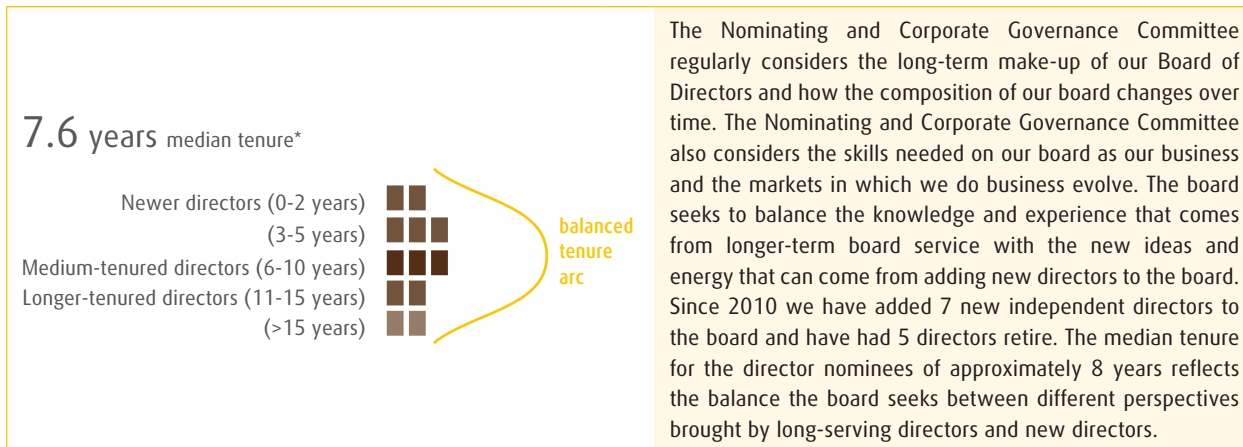 7.6 years median tenure*
Newer directors (0-2 years)
(3-5 years)
Medium-tenured directors (6-10 years)
Longer-tenured directors (11-15 years)
(>15 years)
balanced
tenure
arc
The Nominating and Corporate Governance Committee
regularly considers the long-term make-up of our Board of
Directors and how the composition of our board changes over
time. The Nominating and Corporate Governance Committee
also considers the skills needed on our board as our business
and the markets in which we do business evolve. The board
seeks to balance the knowledge and experience that comes
from longer-term board service with the new ideas and
energy that can come from adding new directors to the board.
Since 2010 we have added 7 new independent directors to
the board and have had 5 directors retire. The median tenure
for the director nominees of approximately 8 years reflects
the balance the board seeks between different perspectives
brought by long-serving directors and new directors.